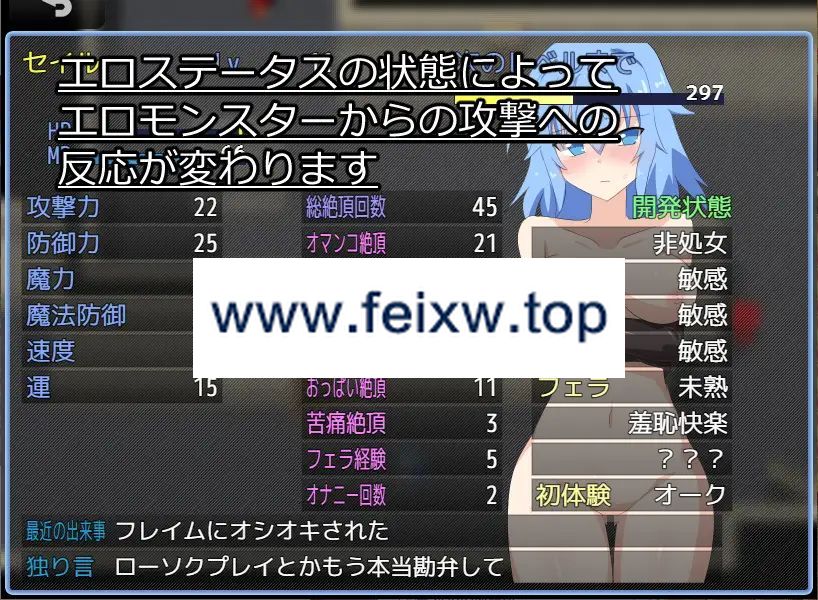 セイル Lv
エロステータスの状態によって
297
エロモンスターからの攻撃への
反応が変わります
攻撃力 22 総絶頂回数 45 開発状態
防御力 25 オマンコ絶頂 21 非処女
魔力 敏感
魔法防御 敏感
www.feixw.top
速度 敏感
運 15 おっぱい絶頂 11 フェラ 未熟
苦痛絶頂 3 羞恥快楽
フェラ経験 5 ？？？
オナニー回数 2 初体験 オーク
最近の出来事 フレイムにオシオキされた
独り言 ローソクプレイとかもう本当勘弁して